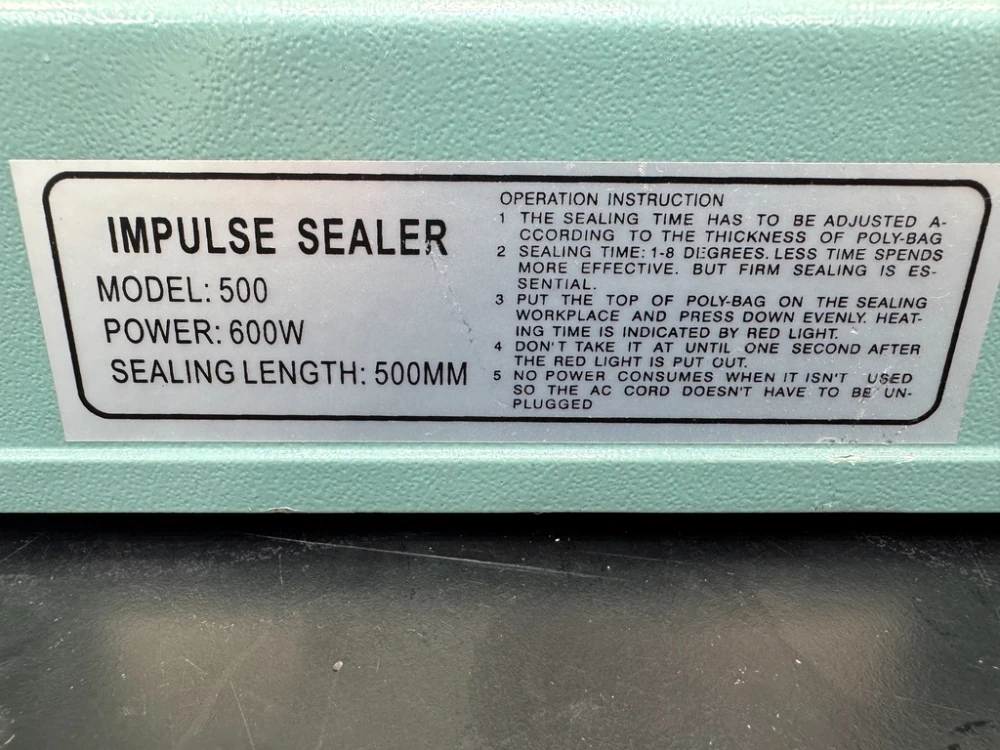 IMPULSE SEALER
MODEL: 500
POWER: 600W
SEALING LENGTH: 500MM
OPERATION INSTRUCTION
1 THE SEALING TIME HAS TO BE ADJUSTED A-
CCORDING TO THE THICKNESS OF POLY-BAG
2 SEALING TIME: 1-8 DEGREES. LESS TIME SPENDS
MORE EFFECTIVE. BUT FIRM SEALING IS ES-
SENTIAL.
3 PUT THE TOP OF POLY-BAG ON THE SEALING
WORKPLACE AND PRESS DOWN EVENLY. HEAT-
ING TIME IS INDICATED BY RED LIGHT.
4 DON'T TAKE IT AT UNTIL ONE SECOND AFTER
THE RED LIGHT IS PUT OUT.
5 NO POWER CONSUMES WHEN IT ISN'T USED
SO THE AC CORD DOESN'T HAVE TO BE UN-
PLUGGED